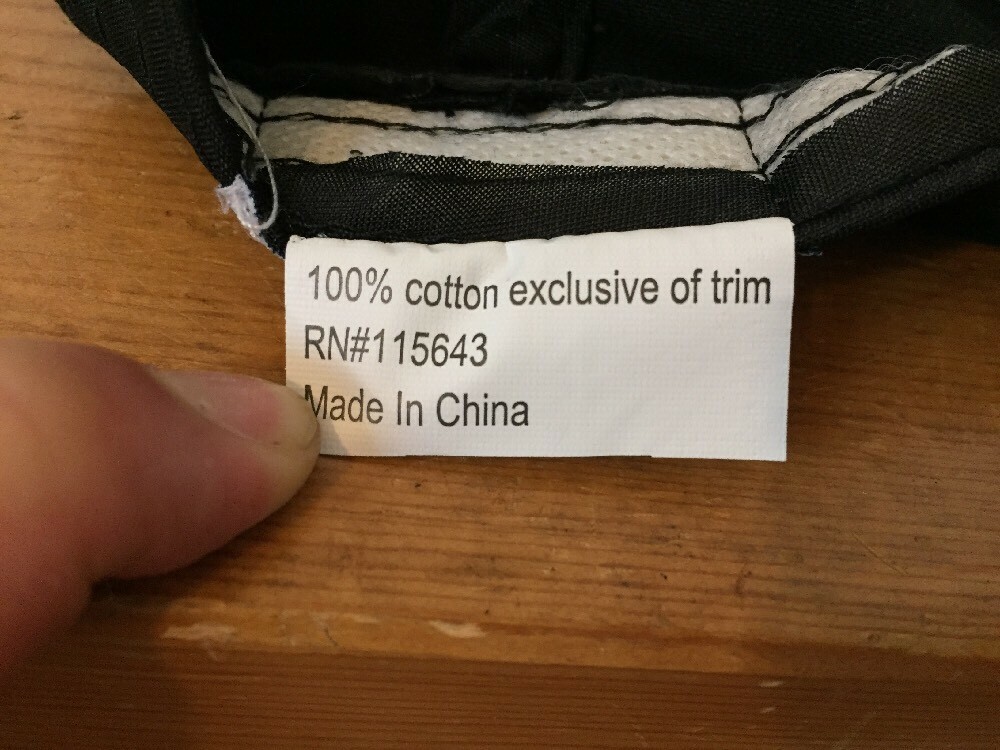 100% cotton exclusive of trim
RN#115643
Made In China